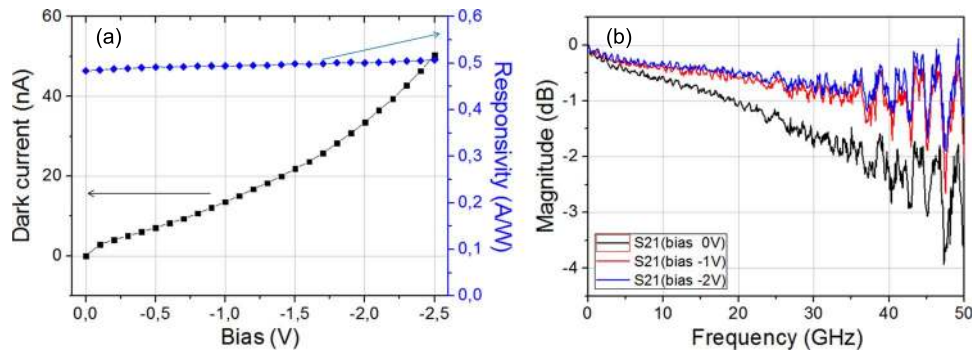 (a)
Dark current (nA)
60
40
20
0
0,0
-0,5
-1,0
-1,5
-2,0
-2,5
Bias (V)
0,6
0,5
0,4
0,3
0,2
0,1
0,0
Responsivity (A/W)
(b)
Magnitude (dB)
0
-1
-2
-3
-4
S21(bias 0V)
S21(bias -1V)
S21(bias -2V)
0
10
20
30
40
50
Frequency (GHz)